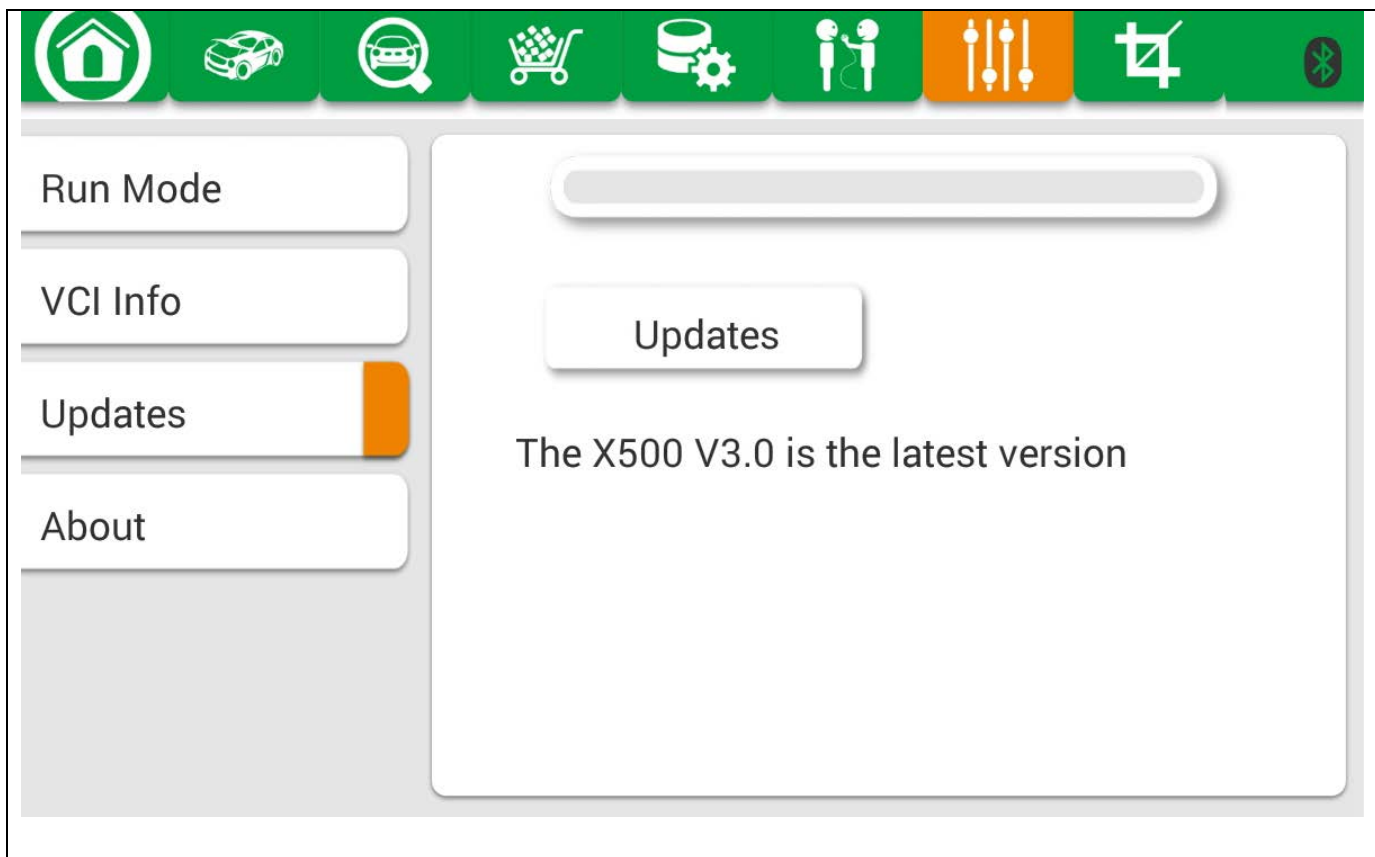 Run Mode
VCI Info
Updates
About
Updates
The X500 V3.0 is the latest version